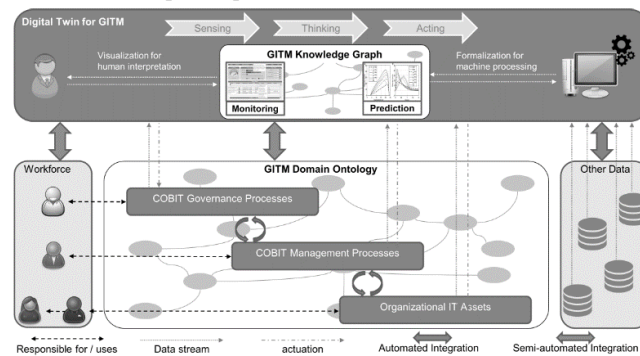 Digital Twin for GITM
Sensing
Thinking
Acting
Visualization for
human interpretation
GITM Knowledge Graph
Monitoring
Prediction
Formalization for
machine processing
Workforce
GITM Domain Ontology
Other Data
COBIT Governance Processes
COBIT Management Processes
Organizational IT Assets
Responsible for / uses
Data stream
actuation
Automated Integration
Semi-automated Integration